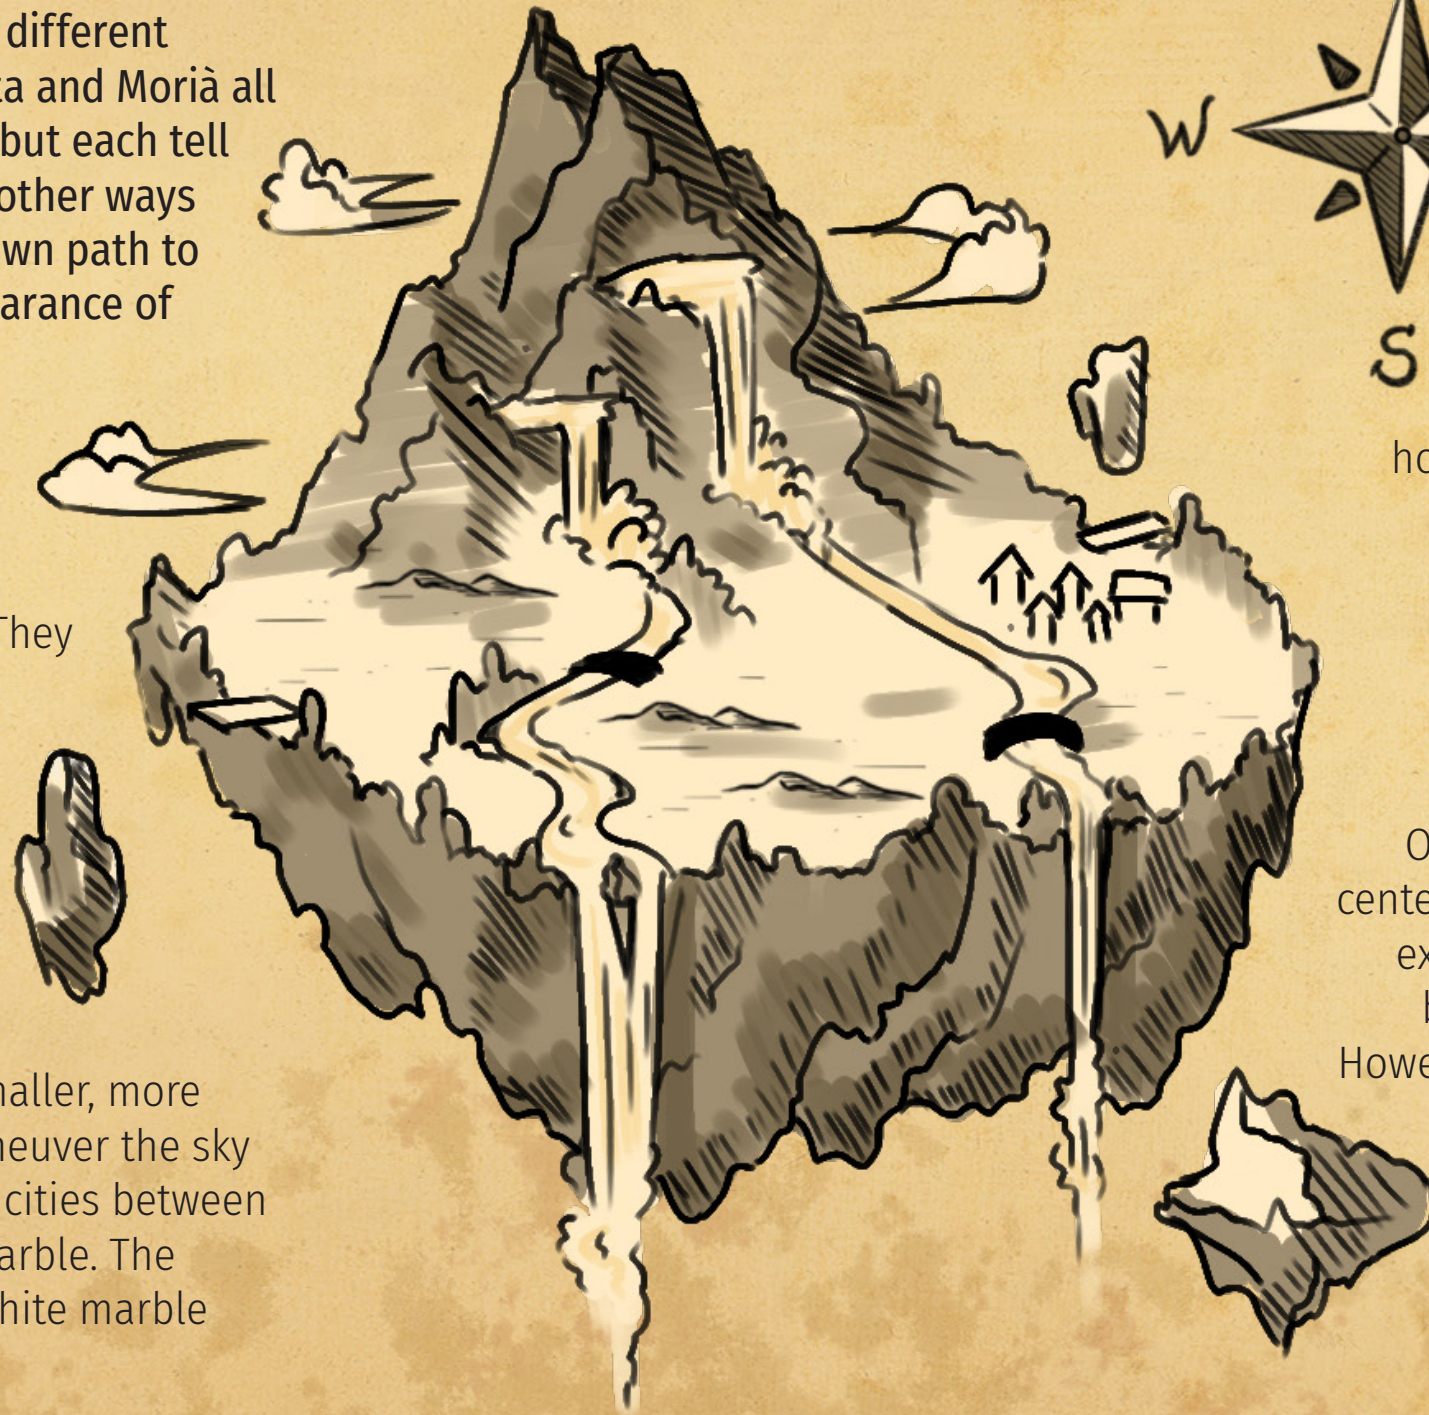 different
a and Morià all
but each tell
other ways
wn path to
arance of
They
naller, more
neuver the sky
cities between
arble. The
hite marble
W
S
ho
O
cente
ex
b
Howe